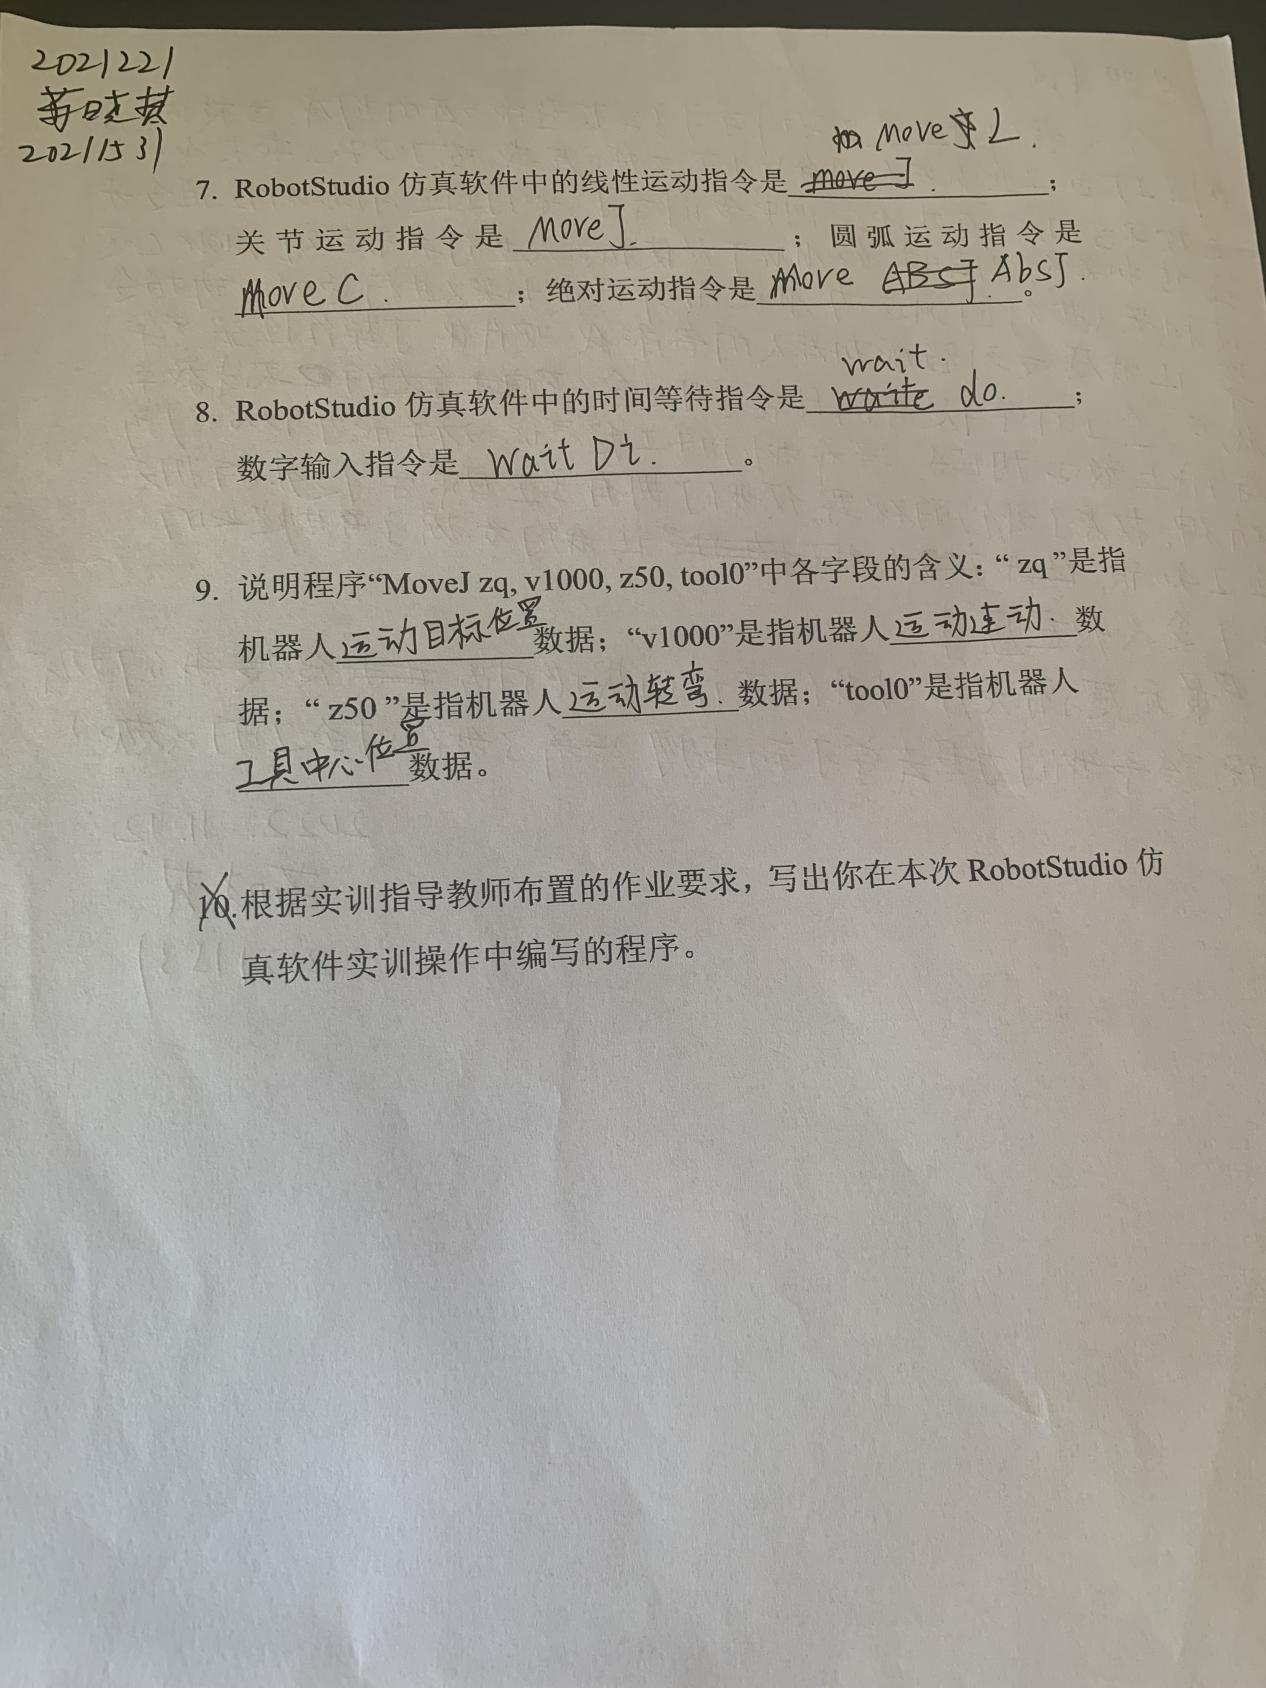 2021221
20211531
Move L.
7. RobotStudio 仿真软件中的线性运动指令是 move J. ;
关节运动指令是 MoveJ. ; 圆弧运动指令是
Move C. ; 绝对运动指令是 Move ABsJ AbsJ. 。
wait.
8. RobotStudio 仿真软件中的时间等待指令是 waite do. ;
数字输入指令是 wait Di. 。
9. 说明程序“MoveJ zq, v1000, z50, tool0”中各字段的含义:“ zq ”是指
机器人运动目标位置数据;“v1000”是指机器人运动速动.数
据;“ z50 ”是指机器人运动转弯.数据;“tool0”是指机器人
工具中心位置数据。
10.根据实训指导教师布置的作业要求,写出你在本次 RobotStudio 仿
真软件实训操作中编写的程序。